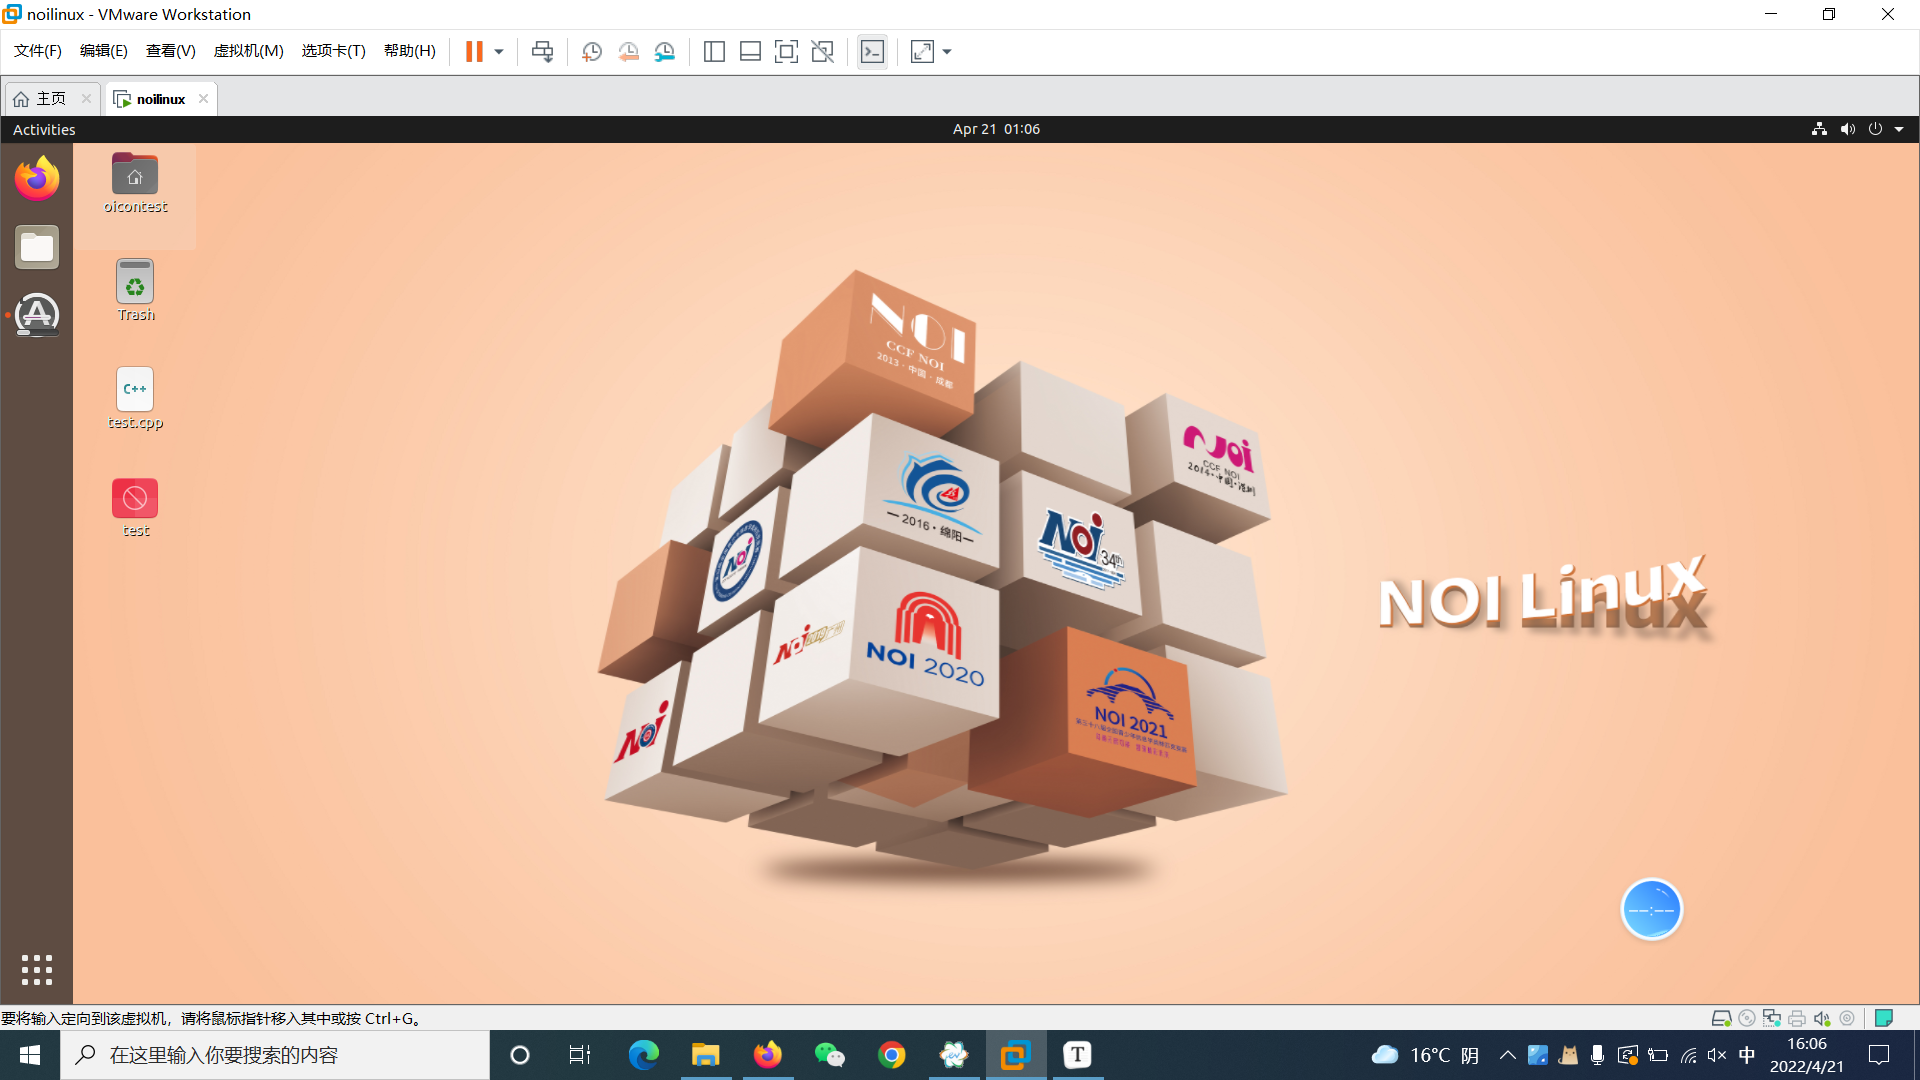 noilinux - VMware Workstation
文件(F) 编辑(E) 查看(V) 虚拟机(M) 选项卡(T) 帮助(H)
主页 noilinux
Activities
Apr 21 01:06
oicontest
Trash
C++
test.cpp
test
NOI
CCF NOI
2013·中国·成都
NOI
CCF NOI
2014·中国·深圳
2016·绵阳
NOI 34th
NOI
NOI
NOI 2020
NOI
NOI 2021
NOI Linux
要将输入定向到该虚拟机，请将鼠标指针移入其中或按 Ctrl+G。
在这里输入你要搜索的内容
T
16°C 阴
中
16:06
2022/4/21